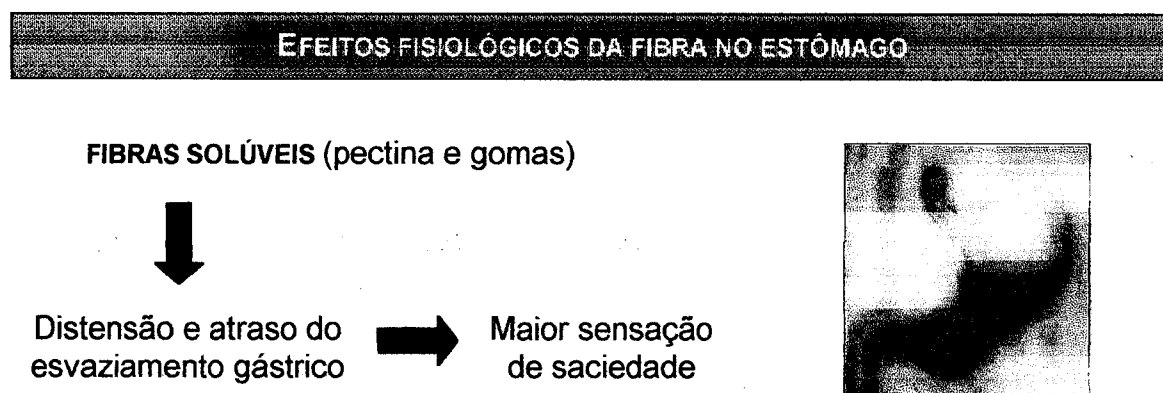 EFEITOS FISIOLÓGICOS DA FIBRA NO ESTÔMAGO
FIBRAS SOLÚVEIS (pectina e gomas)
Distensão e atraso do
esvaziamento gástrico
Maior sensação
de saciedade